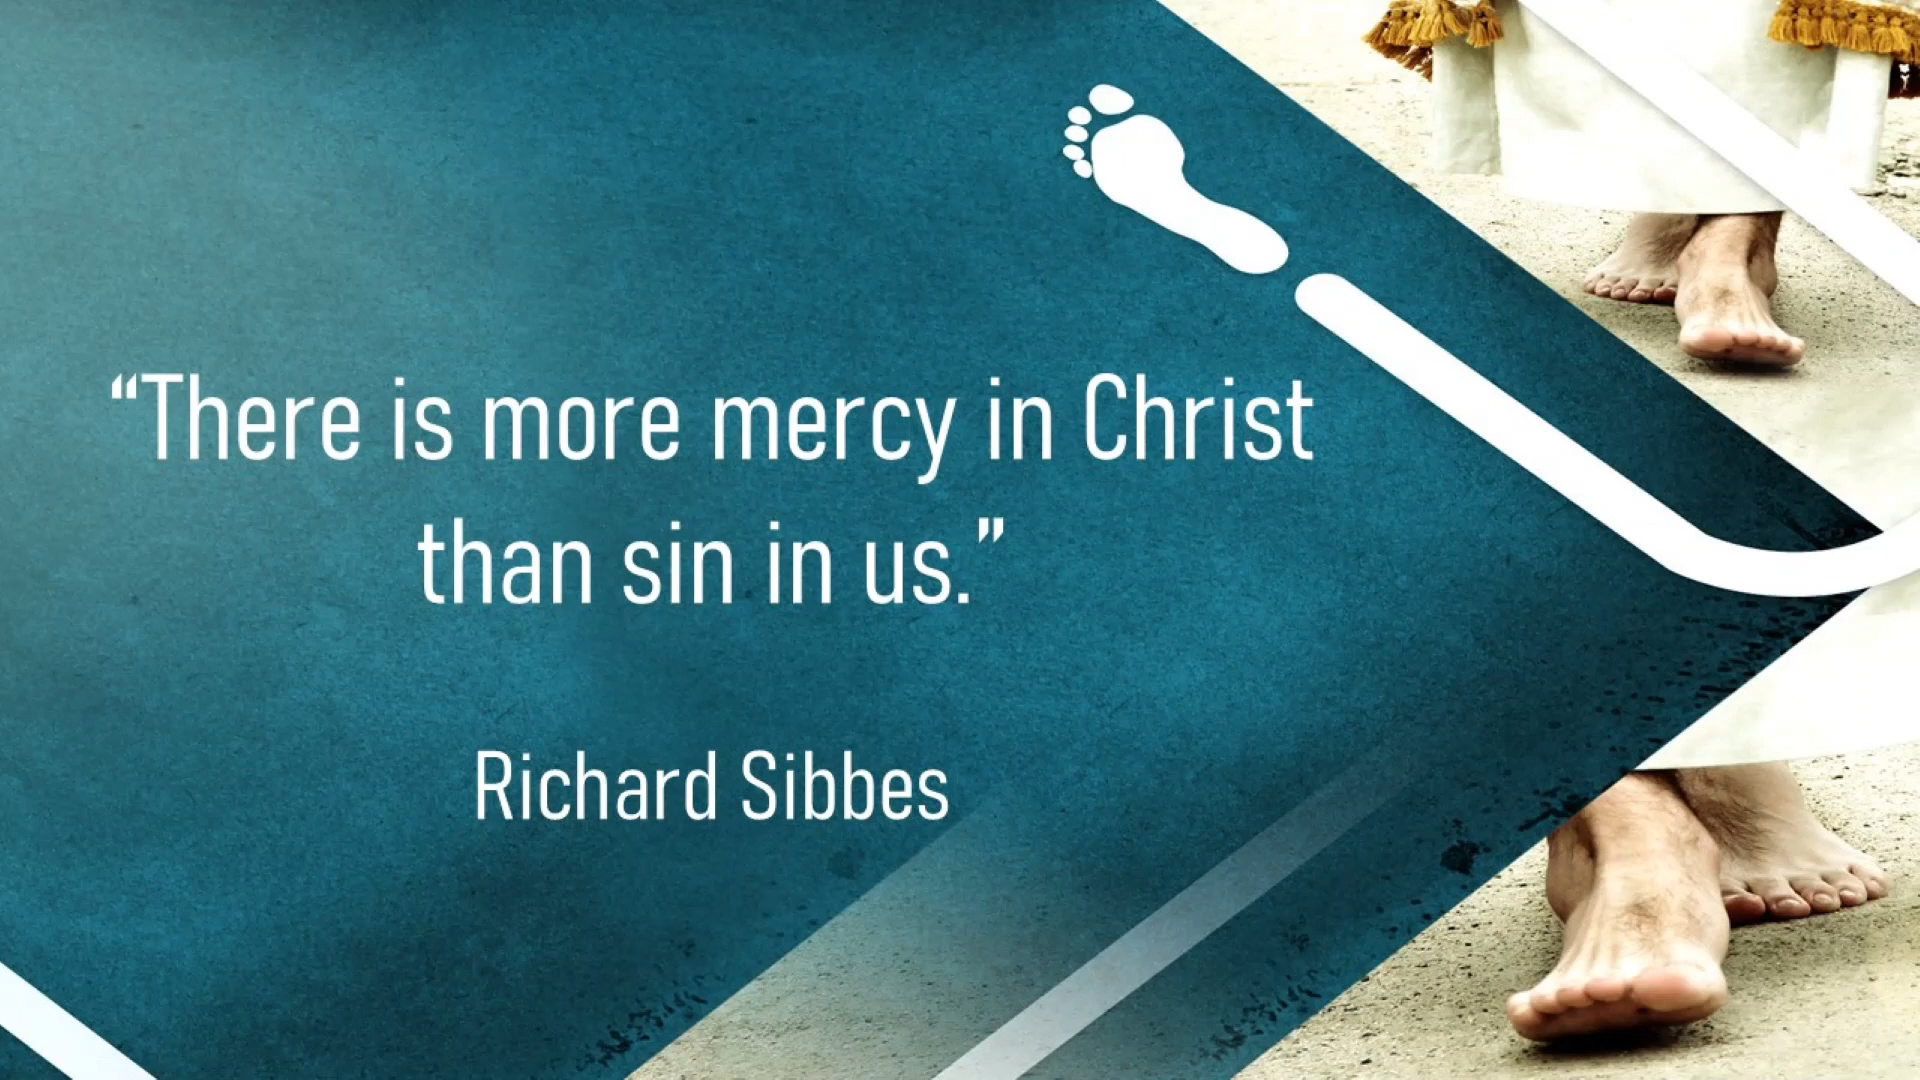 “There is more mercy in Christ
than sin in us.”
Richard Sibbes